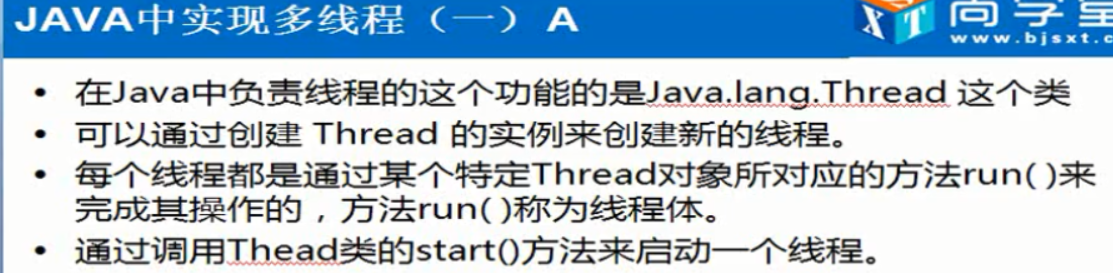 JAVA中实现多线程（一） A
XT
尚学堂
www.bjsxt.c
• 在Java中负责线程的这个功能的是Java.lang.Thread 这个类
• 可以通过创建 Thread 的实例来创建新的线程。
• 每个线程都是通过某个特定Thread对象所对应的方法run( )来
完成其操作的，方法run( )称为线程体。
• 通过调用Thead类的start()方法来启动一个线程。